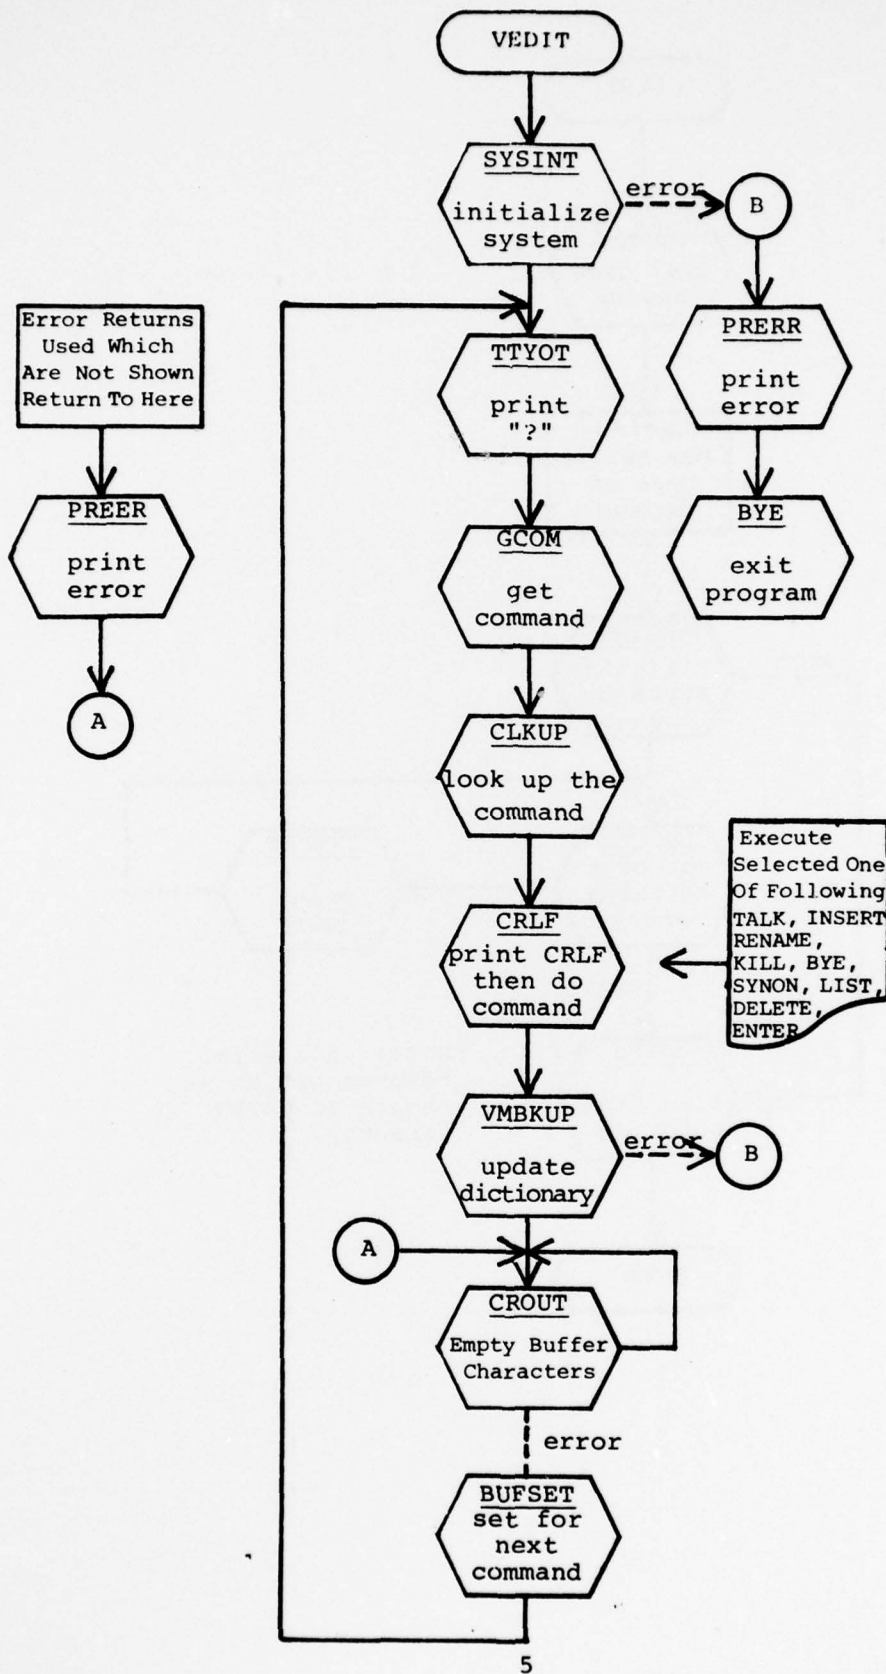 VEDIT
SYSINT
initialize
system
error
B
PRERR
print
error
BYE
exit
program
Error Returns
Used Which
Are Not Shown
Return To Here
PREER
print
error
A
TTYOT
print
"?"
GCOM
get
command
CLKUP
look up the
command
CRLF
print CRLF
then do
command
Execute
Selected One
Of Following
TALK, INSERT
RENAME,
KILL, BYE,
SYNON, LIST,
DELETE,
ENTER
VMBKUP
update
dictionary
error
B
A
CROUT
Empty Buffer
Characters
error
BUFSET
set for
next
command
5